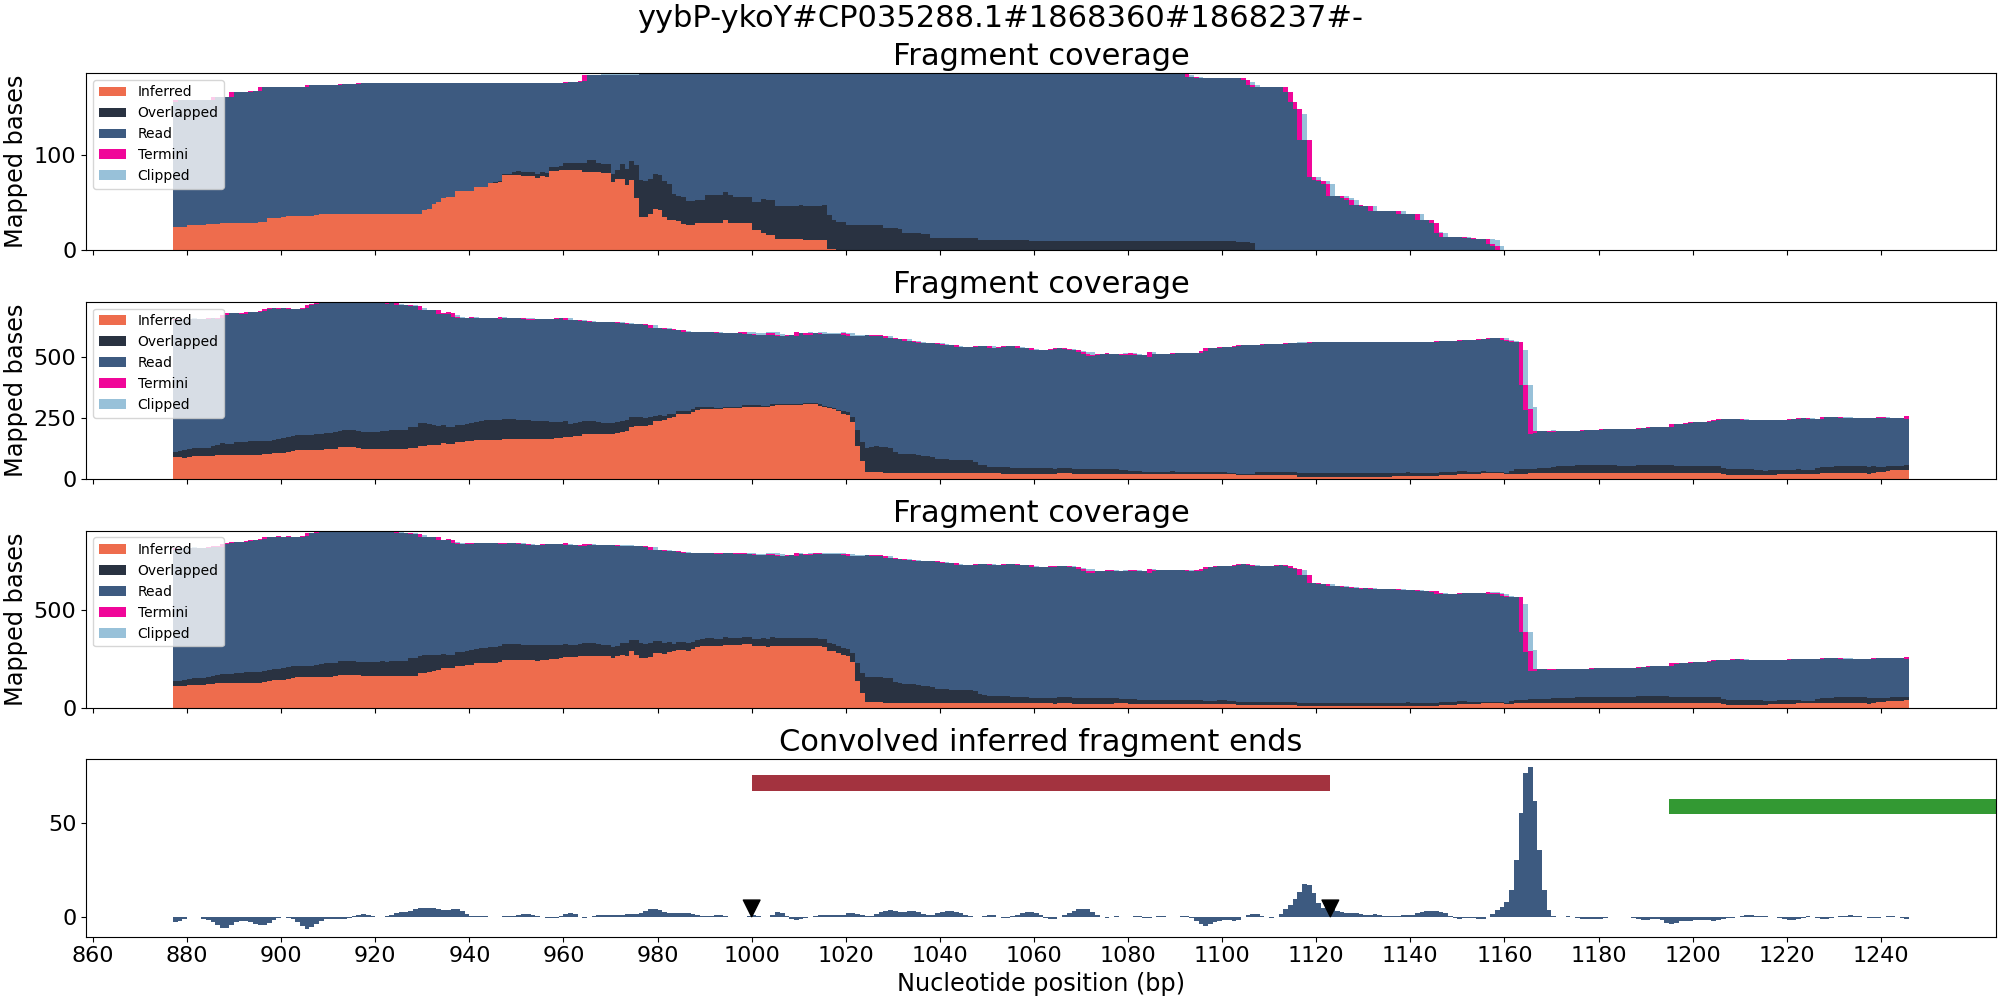 yybP-ykoY#CP035288.1#1868360#1868237#-
Fragment coverage
Mapped bases
100
0
Inferred
Overlapped
Read
Termini
Clipped
Fragment coverage
Mapped bases
500
250
0
Inferred
Overlapped
Read
Termini
Clipped
Fragment coverage
Mapped bases
500
0
Inferred
Overlapped
Read
Termini
Clipped
Convolved inferred fragment ends
50
0
860 880 900 920 940 960 980 1000 1020 1040 1060 1080 1100 1120 1140 1160 1180 1200 1220 1240
Nucleotide position (bp)